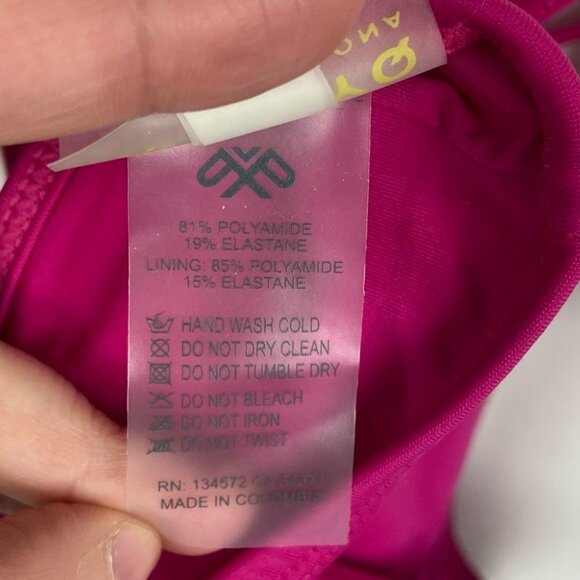 81% POLYAMIDE
19% ELASTANE
LINING: 85% POLYAMIDE
15% ELASTANE
HAND WASH COLD
DO NOT DRY CLEAN
DO NOT TUMBLE DRY
DO NOT BLEACH
DO NOT IRON
DO NOT TWIST
RN: 134572
MADE IN COLOMBIA